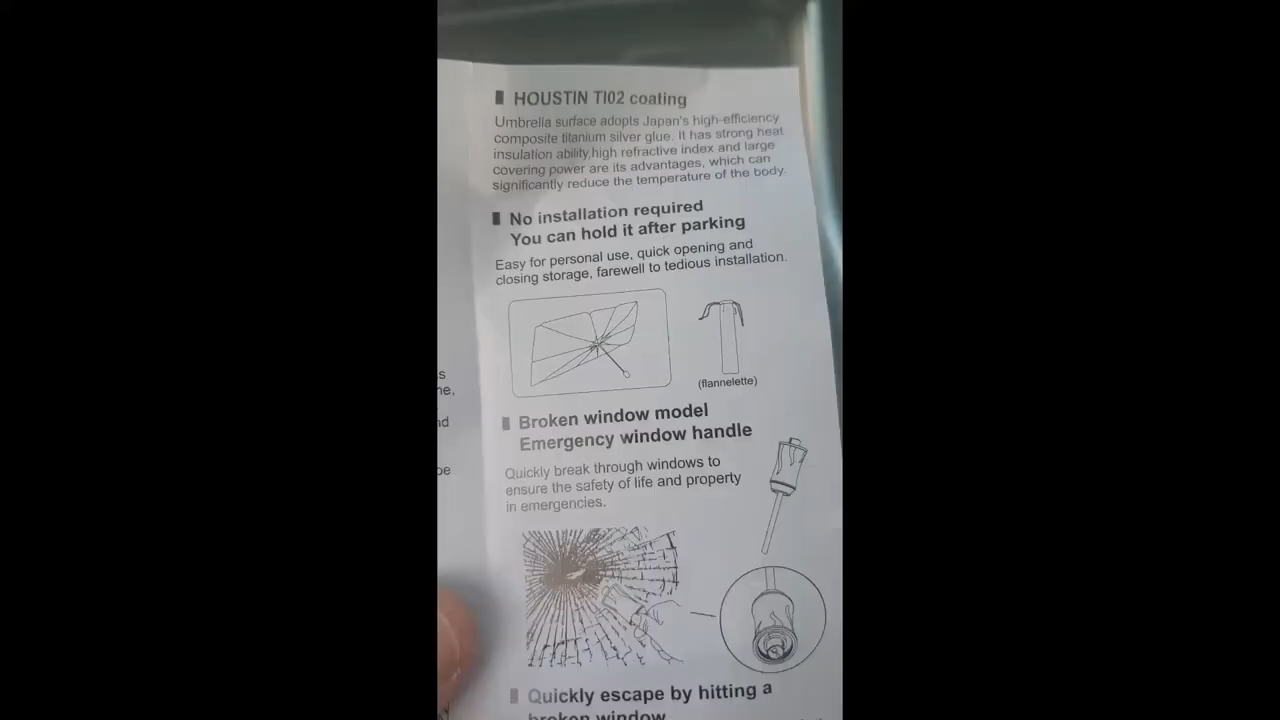 HOUSTIN TI02 coating
Umbrella surface adopts Japan's high-efficiency
composite titanium silver glue. It has strong heat
insulation ability,high refractive index and large
covering power are its advantages, which can
significantly reduce the temperature of the body.
No installation required
You can hold it after parking
Easy for personal use, quick opening and
closing storage, farewell to tedious installation.
(flannelette)
Broken window model
Emergency window handle
Quickly break through windows to
ensure the safety of life and property
in emergencies.
Quickly escape by hitting a
broken window